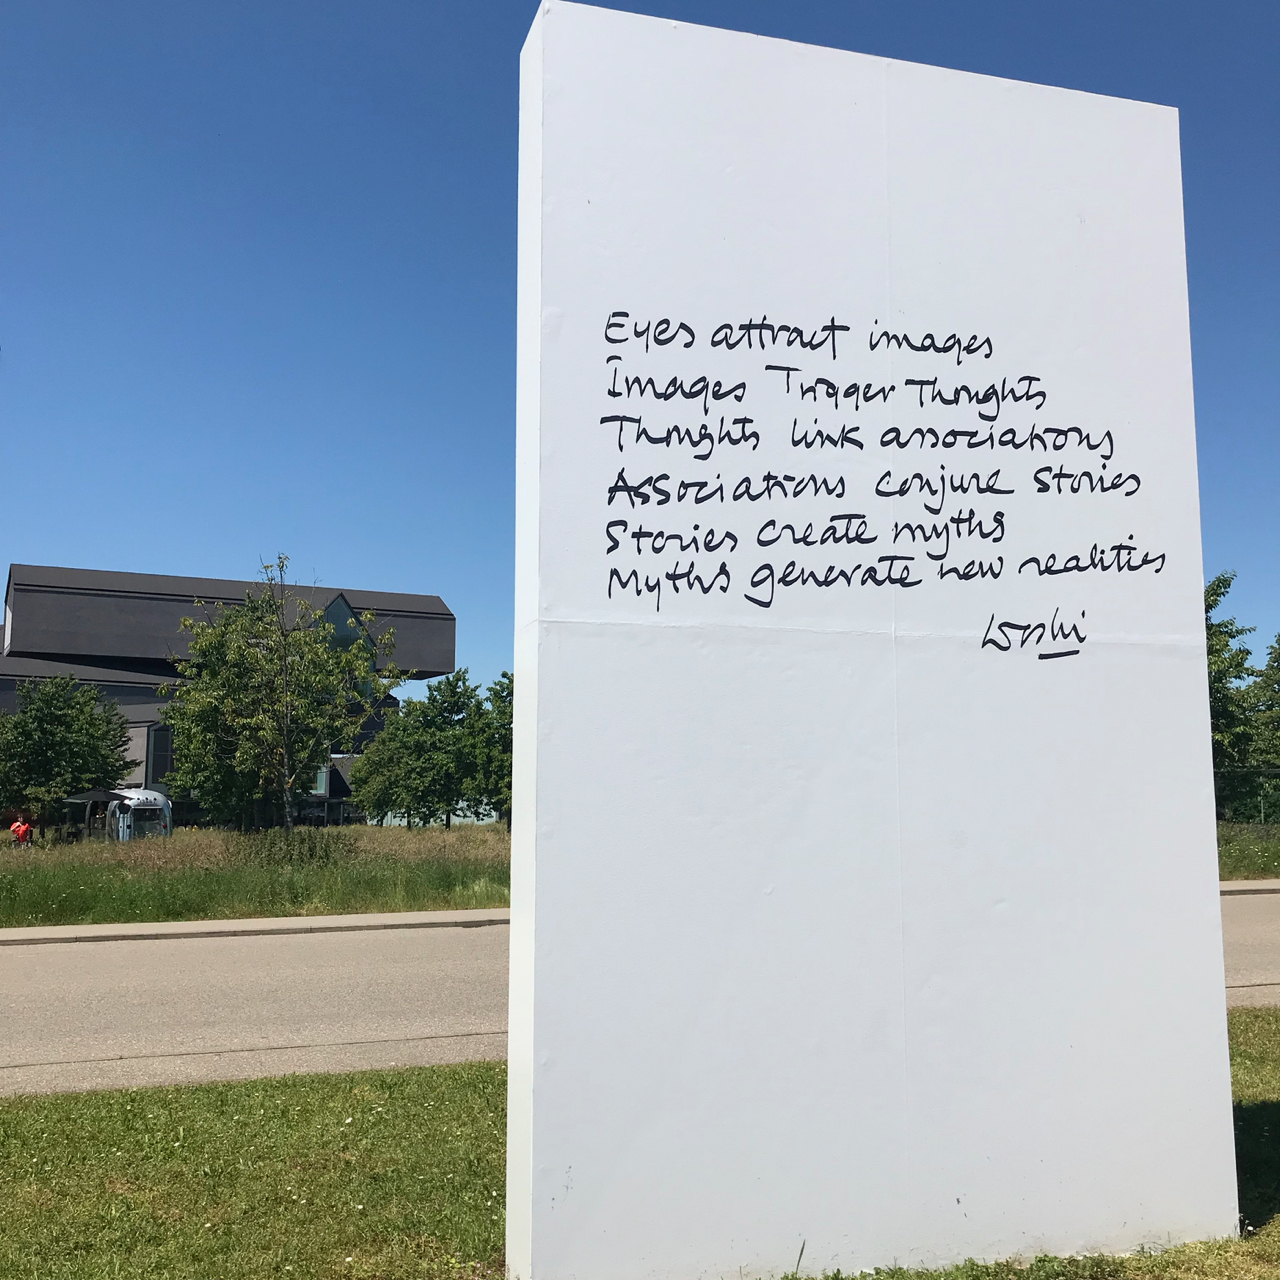 Eyes attract images
Images Trigger Thoughts
Thoughts link associations
Associations conjure Stories
Stories create myths
Myths generate new realities